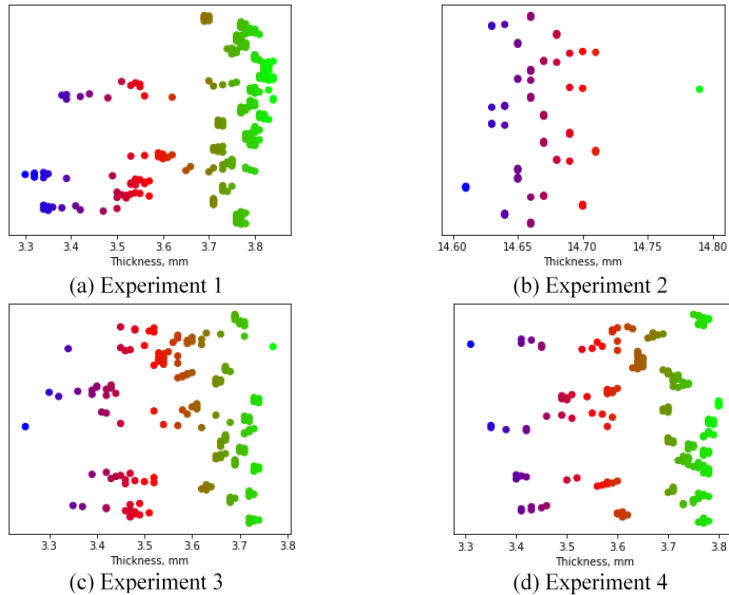 3.3 3.4 3.5 3.6 3.7 3.8
Thickness, mm
(a) Experiment 1
14.60 14.65 14.70 14.75 14.80
Thickness, mm
(b) Experiment 2
3.3 3.4 3.5 3.6 3.7 3.8
Thickness, mm
(c) Experiment 3
3.3 3.4 3.5 3.6 3.7 3.8
Thickness, mm
(d) Experiment 4